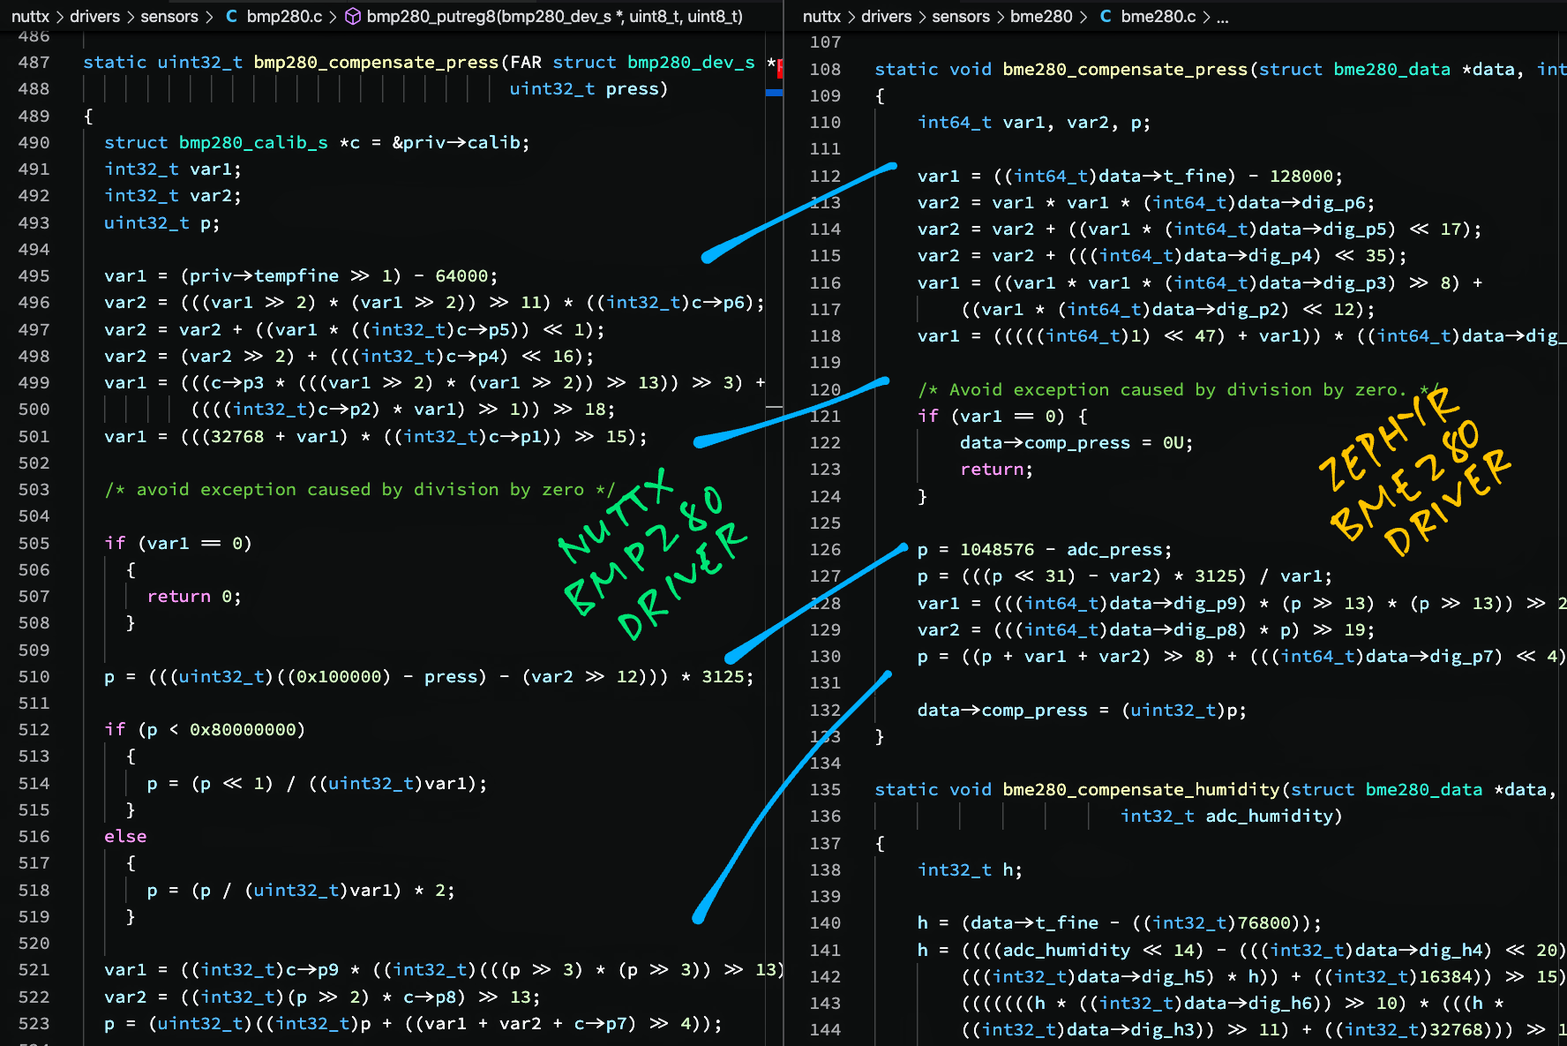 nuttx > drivers > sensors > C bmp280.c > bmp280_putreg8(bmp280_dev_s *, uint8_t, uint8_t)
486
487 static uint32_t bmp280_compensate_press(FAR struct bmp280_dev_s *
488 uint32_t press)
489 {
490 struct bmp280_calib_s *c = &priv->calib;
491 int32_t var1;
492 int32_t var2;
493 uint32_t p;
494
495 var1 = (priv->tempfine >> 1) - 64000;
496 var2 = (((var1 >> 2) * (var1 >> 2)) >> 11) * ((int32_t)c->p6);
497 var2 = var2 + ((var1 * ((int32_t)c->p5)) << 1);
498 var2 = (var2 >> 2) + (((int32_t)c->p4) << 16);
499 var1 = (((c->p3 * (((var1 >> 2) * (var1 >> 2)) >> 13)) >> 3) +
500 ((((int32_t)c->p2) * var1) >> 1)) >> 18;
501 var1 = (((32768 + var1) * ((int32_t)c->p1)) >> 15);
502
503 /* avoid exception caused by division by zero */
504
505 if (var1 == 0)
506 {
507 return 0;
508 }
509
510 p = (((uint32_t)((0x100000) - press) - (var2 >> 12))) * 3125;
511
512 if (p < 0x80000000)
513 {
514 p = (p << 1) / ((uint32_t)var1);
515 }
516 else
517 {
518 p = (p / (uint32_t)var1) * 2;
519 }
520
521 var1 = ((int32_t)c->p9 * ((int32_t)(((p >> 3) * (p >> 3)) >> 13)
522 var2 = ((int32_t)(p >> 2) * c->p8) >> 13;
523 p = (uint32_t)((int32_t)p + ((var1 + var2 + c->p7) >> 4));
NUTTX
BMP280
DRIVER
nuttx > drivers > sensors > bme280 > C bme280.c > ...
107
108 static void bme280_compensate_press(struct bme280_data *data, int
109 {
110 int64_t var1, var2, p;
111
112 var1 = ((int64_t)data->t_fine) - 128000;
113 var2 = var1 * var1 * (int64_t)data->dig_p6;
114 var2 = var2 + ((var1 * (int64_t)data->dig_p5) << 17);
115 var2 = var2 + (((int64_t)data->dig_p4) << 35);
116 var1 = ((var1 * var1 * (int64_t)data->dig_p3) >> 8) +
117 ((var1 * (int64_t)data->dig_p2) << 12);
118 var1 = (((((int64_t)1) << 47) + var1)) * ((int64_t)data->dig_
119
120 /* Avoid exception caused by division by zero. */
121 if (var1 == 0) {
122 data->comp_press = 0U;
123 return;
124 }
125
126 p = 1048576 - adc_press;
127 p = (((p << 31) - var2) * 3125) / var1;
128 var1 = (((int64_t)data->dig_p9) * (p >> 13) * (p >> 13)) >> 2
129 var2 = (((int64_t)data->dig_p8) * p) >> 19;
130 p = ((p + var1 + var2) >> 8) + (((int64_t)data->dig_p7) << 4)
131
132 data->comp_press = (uint32_t)p;
133 }
134
135 static void bme280_compensate_humidity(struct bme280_data *data,
136 int32_t adc_humidity)
137 {
138 int32_t h;
139
140 h = (data->t_fine - ((int32_t)76800));
141 h = ((((adc_humidity << 14) - (((int32_t)data->dig_h4) << 20)
142 (((int32_t)data->dig_h5) * h)) + ((int32_t)16384)) >> 15)
143 (((((((h * ((int32_t)data->dig_h6)) >> 10) * (((h *
144 ((int32_t)data->dig_h3)) >> 11) + ((int32_t)32768))) >> 1
ZEPHYR
BME280
DRIVER